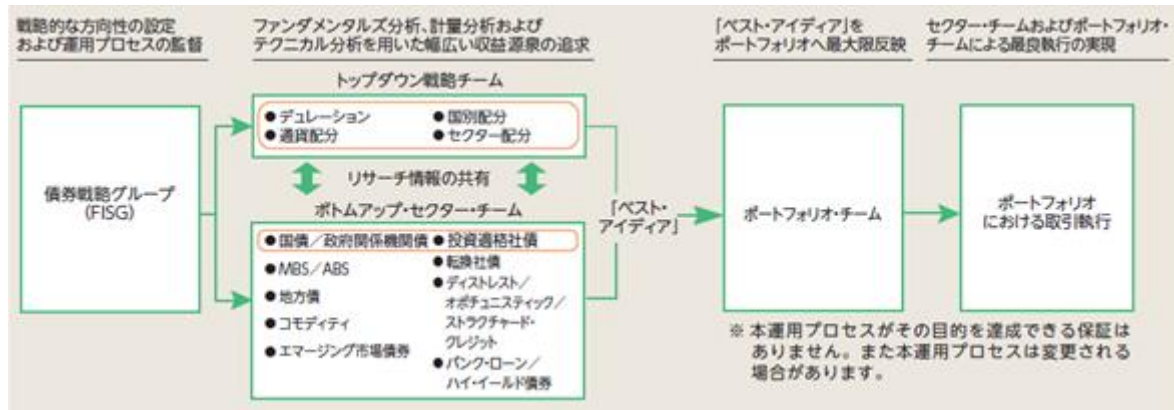 戦略的な方向性の設定
および運用プロセスの監督
ファンダメンタルズ分析、計量分析および
テクニカル分析を用いた幅広い収益源泉の追求
「ベスト・アイディア」を
ポートフォリオへ最大限反映
セクター・チームおよびポートフォリオ・
チームによる最良執行の実現
債券戦略グループ
(FISG)
トップダウン戦略チーム
●デュレーション
●国別配分
●通貨配分
●セクター配分
リサーチ情報の共有
ボトムアップ・セクター・チーム
●国債／政府関係機関債
●MBS／ABS
●地方債
●コモディティ
●エマージング市場債券
●投資適格社債
●転換社債
●ディストレスト／
オポチュニスティック／
ストラクチャード・
クレジット
●バンク・ローン／
ハイ・イールド債券
「ベスト・
アイディア」
ポートフォリオ・チーム
ポートフォリオ
における取引執行
※ 本運用プロセスがその目的を達成できる保証は
ありません。また本運用プロセスは変更される
場合があります。